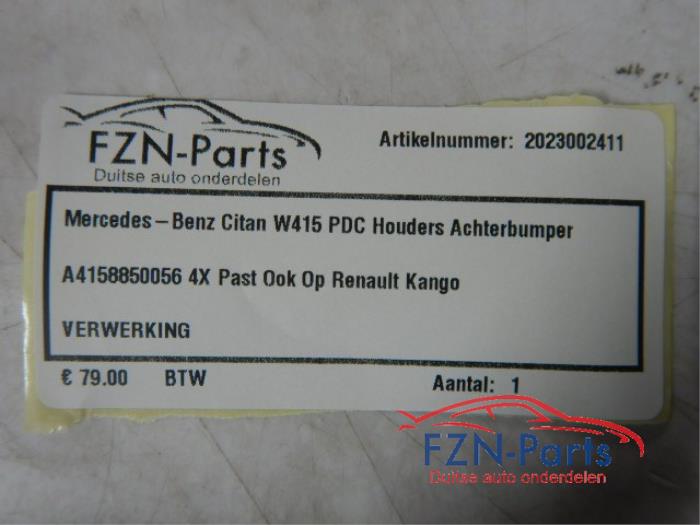 FZN-Parts
Duitse auto onderdelen
Artikelnummer: 2023002411
Mercedes-Benz Citan W415 PDC Houders Achterbumper
A4158850056 4X Past Ook Op Renault Kango
VERWERKING
€ 79.00 BTW Aantal: 1
FZN-Parts
Duitse auto onderdelen